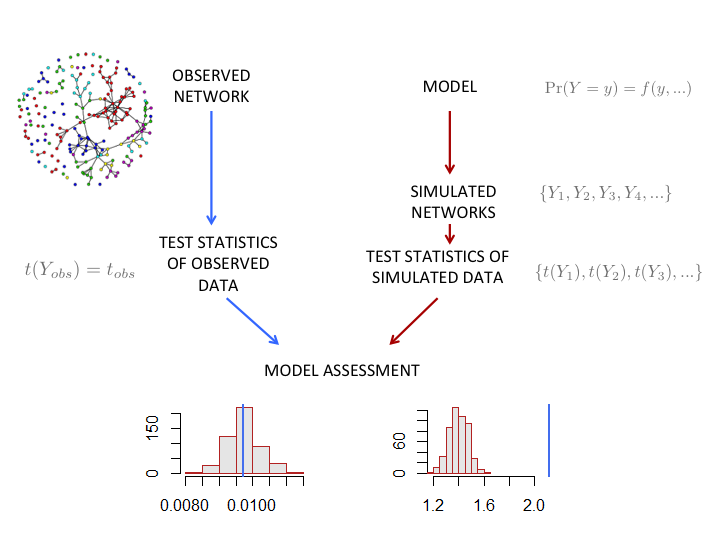 OBSERVED
NETWORK
MODEL
Pr(Y = y) = f(y, ...)
SIMULATED
NETWORKS
{Y₁, Y₂, Y₃, Y₄, ...}
TEST STATISTICS
OF OBSERVED
DATA
t(Y_obs) = t_obs
TEST STATISTICS OF
SIMULATED DATA
{t(Y₁), t(Y₂), t(Y₃), ...}
MODEL ASSESSMENT
150
0
0.0080 0.0100
60
0
1.2 1.6 2.0